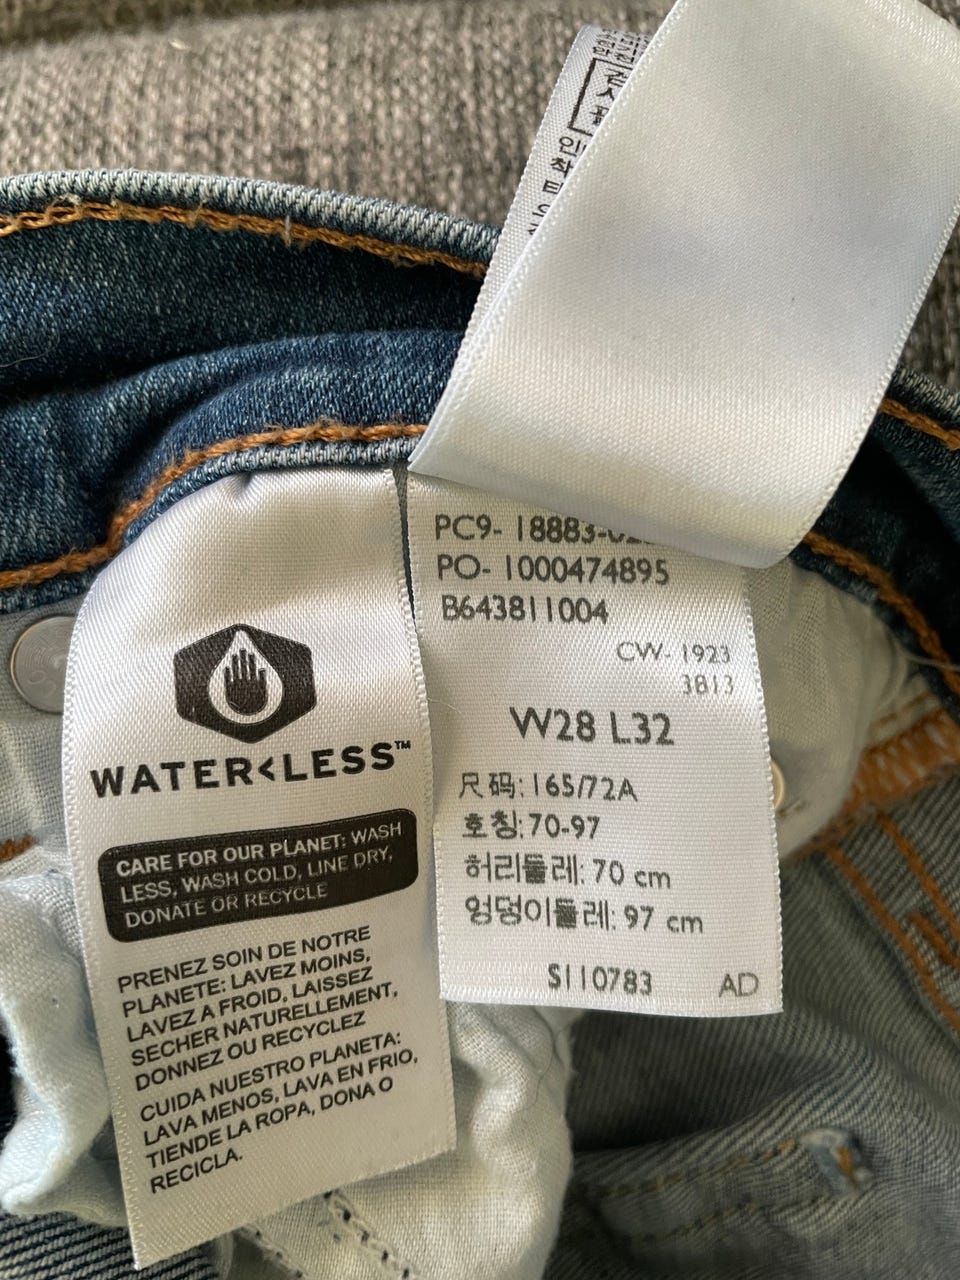 WATER<LESS™
CARE FOR OUR PLANET: WASH
LESS, WASH COLD, LINE DRY,
DONATE OR RECYCLE
PRENEZ SOIN DE NOTRE
PLANETE: LAVEZ MOINS,
LAVEZ A FROID, LAISSEZ
SECHER NATURELLEMENT,
DONNEZ OU RECYCLEZ
CUIDA NUESTRO PLANETA:
LAVA MENOS, LAVA EN FRIO,
TIENDE LA ROPA, DONA O
RECICLA.
PC9- 18883-
PO- 1000474895
B643811004
CW- 1923
3813
W28 L32
尺码: 165/72A
호칭: 70-97
허리둘레: 70 cm
엉덩이둘레: 97 cm
S110783 AD